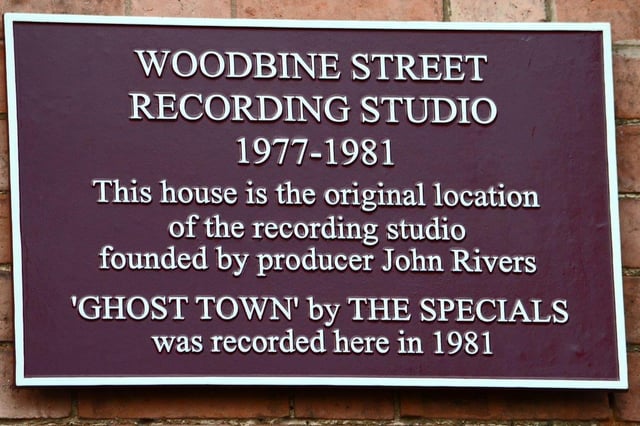 WOODBINE STREET
RECORDING STUDIO
1977-1981
This house is the original location
of the recording studio
founded by producer John Rivers
'GHOST TOWN' by THE SPECIALS
was recorded here in 1981